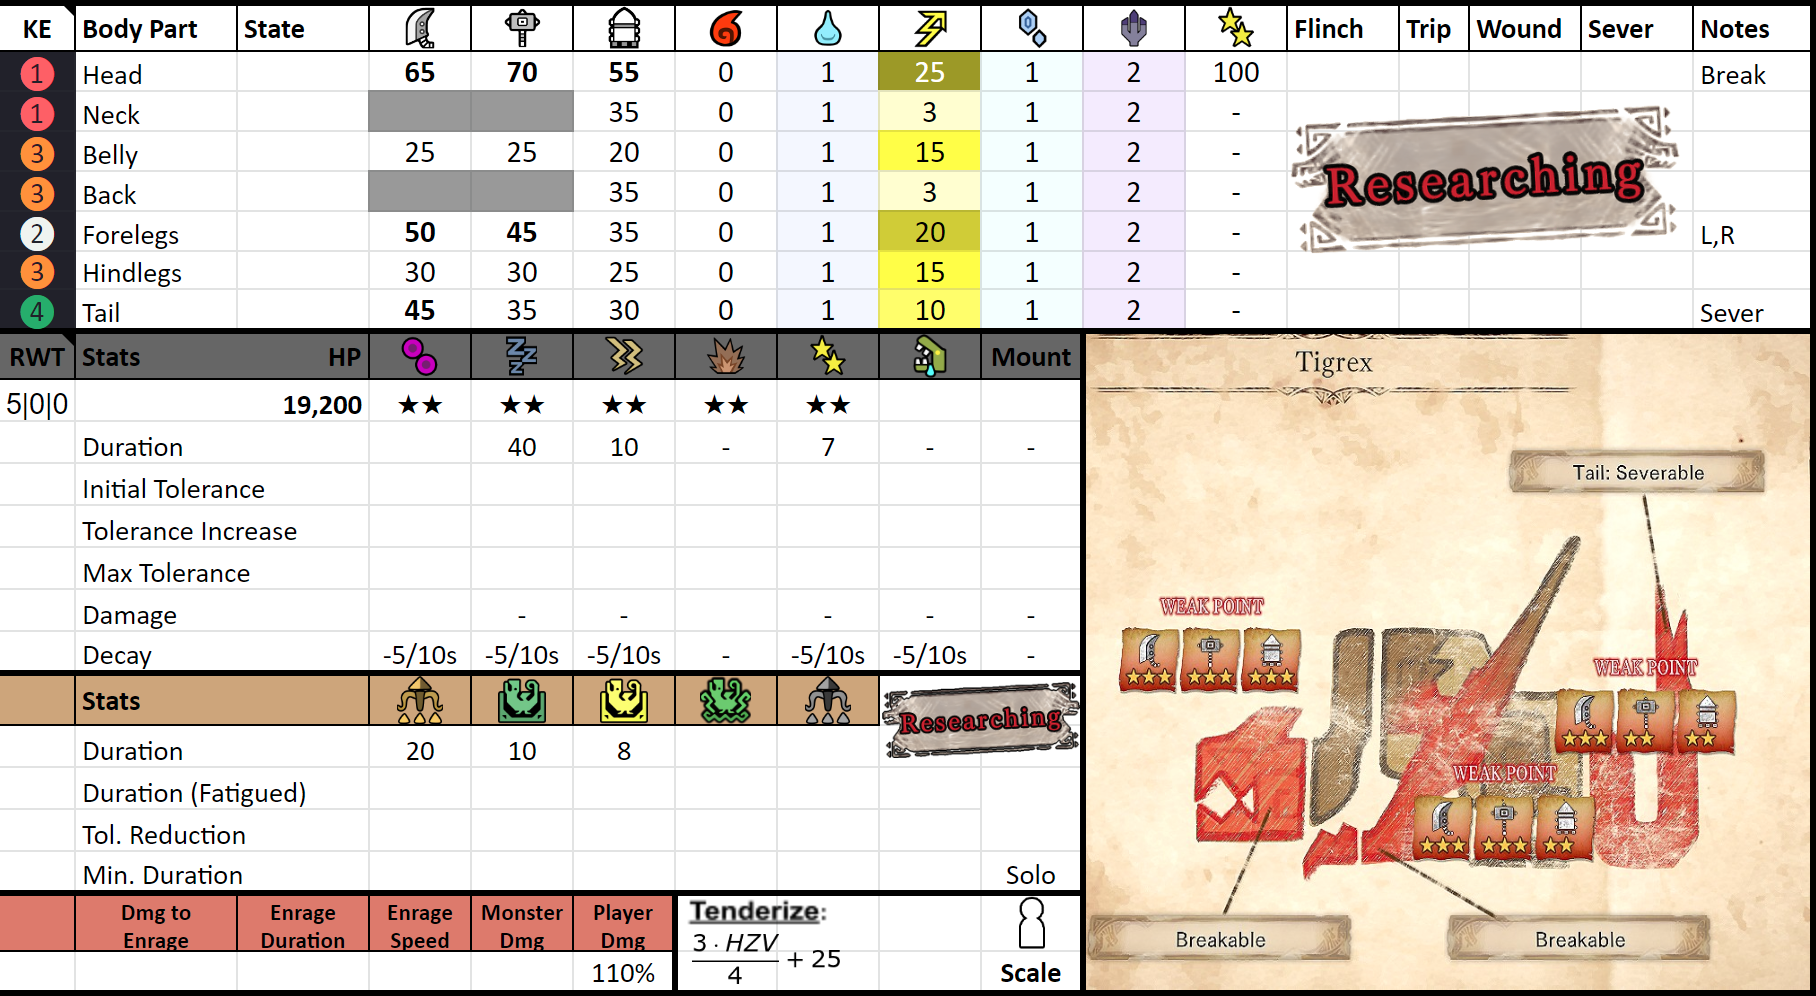 KE Body Part State Flinch Trip Wound Sever Notes
1 Head 65 70 55 0 1 25 1 2 100 Break
1 Neck 35 0 1 3 1 2 -
3 Belly 25 25 20 0 1 15 1 2 -
3 Back 35 0 1 3 1 2 -
Researching
2 Forelegs 50 45 35 0 1 20 1 2 - L,R
3 Hindlegs 30 30 25 0 1 15 1 2 -
4 Tail 45 35 30 0 1 10 1 2 - Sever
RWT Stats HP Mount
5|0|0 19,200 ★★ ★★ ★★ ★★ ★★
Duration 40 10 - 7 - -
Initial Tolerance
Tolerance Increase
Max Tolerance
Damage - - - - -
Decay -5/10s -5/10s -5/10s - -5/10s -5/10s -
Stats
Researching
Duration 20 10 8
Duration (Fatigued)
Tol. Reduction
Min. Duration Solo
Dmg to Enrage Enrage Duration Enrage Speed Monster Dmg Player Dmg
110%
Tenderize:
3 · HZV
4
+ 25
Scale
Tigrex
Tail: Severable
WEAK POINT
★★★ ★★★ ★★★
WEAK POINT
★★★ ★★ ★★
WEAK POINT
★★★ ★★★ ★★
Breakable
Breakable